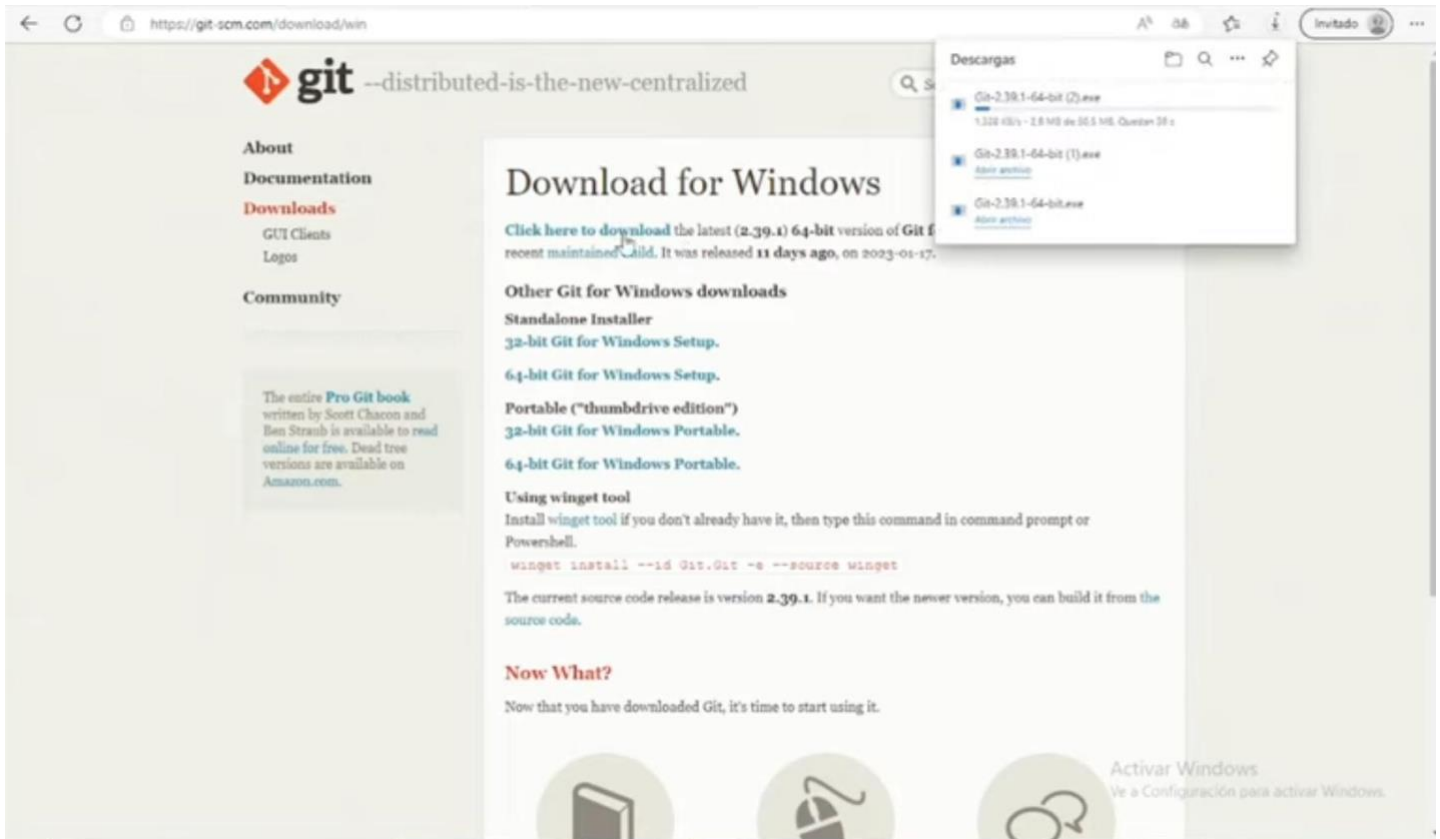 https://git-scm.com/download/win
Invitado
git --distributed-is-the-new-centralized
Descargas
Git-2.39.1-64-bit (2).exe
Git-2.39.1-64-bit (1).exe
Abrir archivo
Git-2.39.1-64-bit.exe
Abrir archivo
About
Documentation
Downloads
GUI Clients
Logos
Community
The entire Pro Git book
written by Scott Chacon and
Ben Straub is available to read
online for free. Dead tree
versions are available on
Amazon.com.
Download for Windows
Click here to download the latest (2.39.1) 64-bit version of Git f
recent maintained build. It was released 11 days ago, on 2023-01-17.
Other Git for Windows downloads
Standalone Installer
32-bit Git for Windows Setup.
64-bit Git for Windows Setup.
Portable ("thumbdrive edition")
32-bit Git for Windows Portable.
64-bit Git for Windows Portable.
Using winget tool
Install winget tool if you don't already have it, then type this command in command prompt or
Powershell.
winget install --id Git.Git -e --source winget
The current source code release is version 2.39.1. If you want the newer version, you can build it from the
source code.
Now What?
Now that you have downloaded Git, it's time to start using it.
Activar Windows
Ve a Configuración para activar Windows.